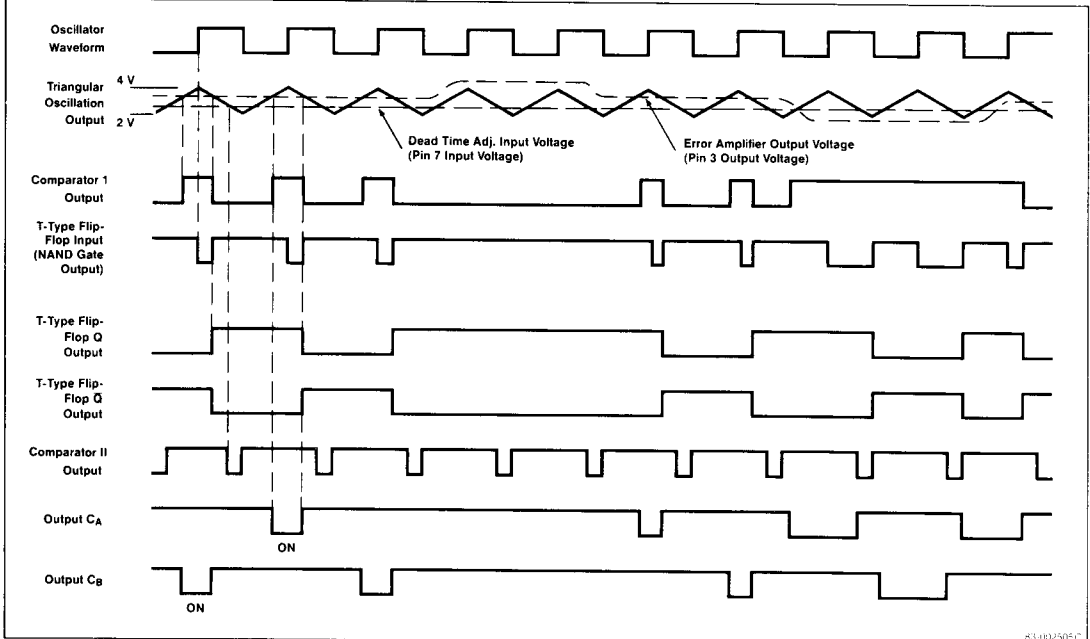 Oscillator
Waveform
Triangular
Oscillation
Output
4 V
2 V
Dead Time Adj. Input Voltage
(Pin 7 Input Voltage)
Error Amplifier Output Voltage
(Pin 3 Output Voltage)
Comparator 1
Output
T-Type Flip-
Flop Input
(NAND Gate
Output)
T-Type Flip-
Flop Q
Output
T-Type Flip-
Flop Q̅
Output
Comparator II
Output
Output CA
ON
Output CB
ON
83-002505C